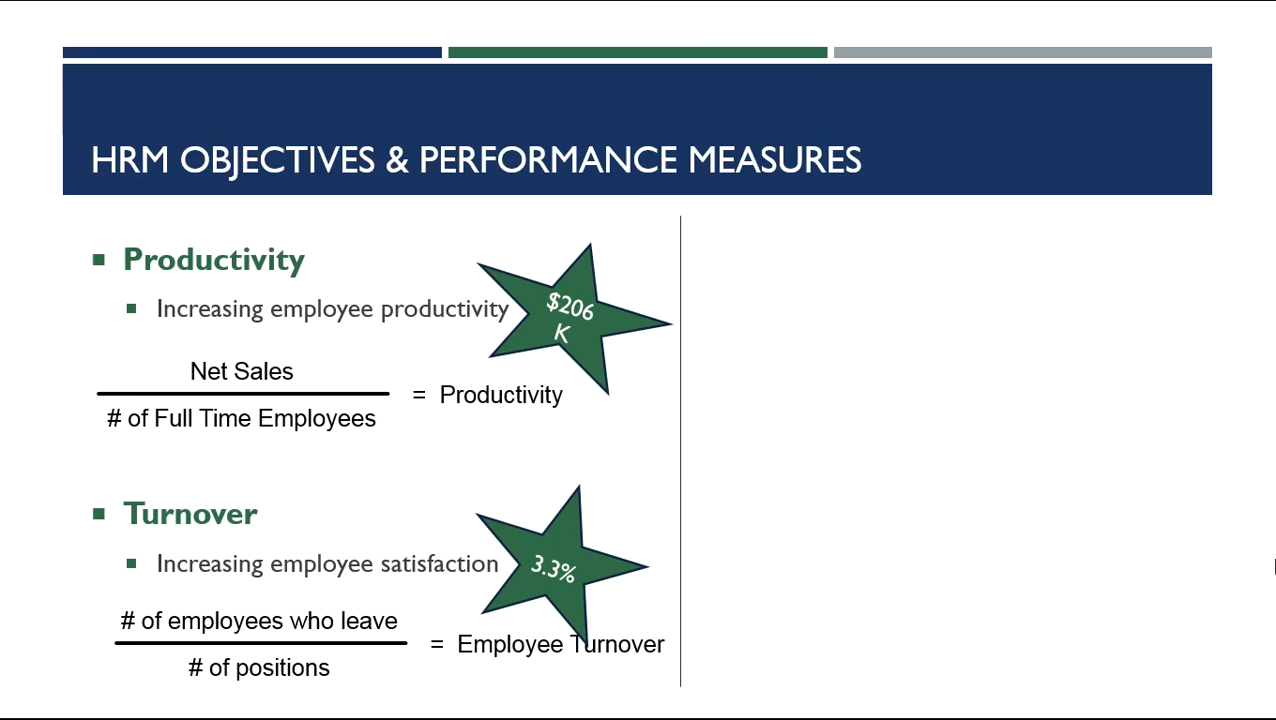 HRM OBJECTIVES & PERFORMANCE MEASURES
Productivity
Increasing employee productivity
$206
K
Net Sales
# of Full Time Employees
= Productivity
Turnover
Increasing employee satisfaction
3.3%
# of employees who leave
# of positions
= Employee Turnover